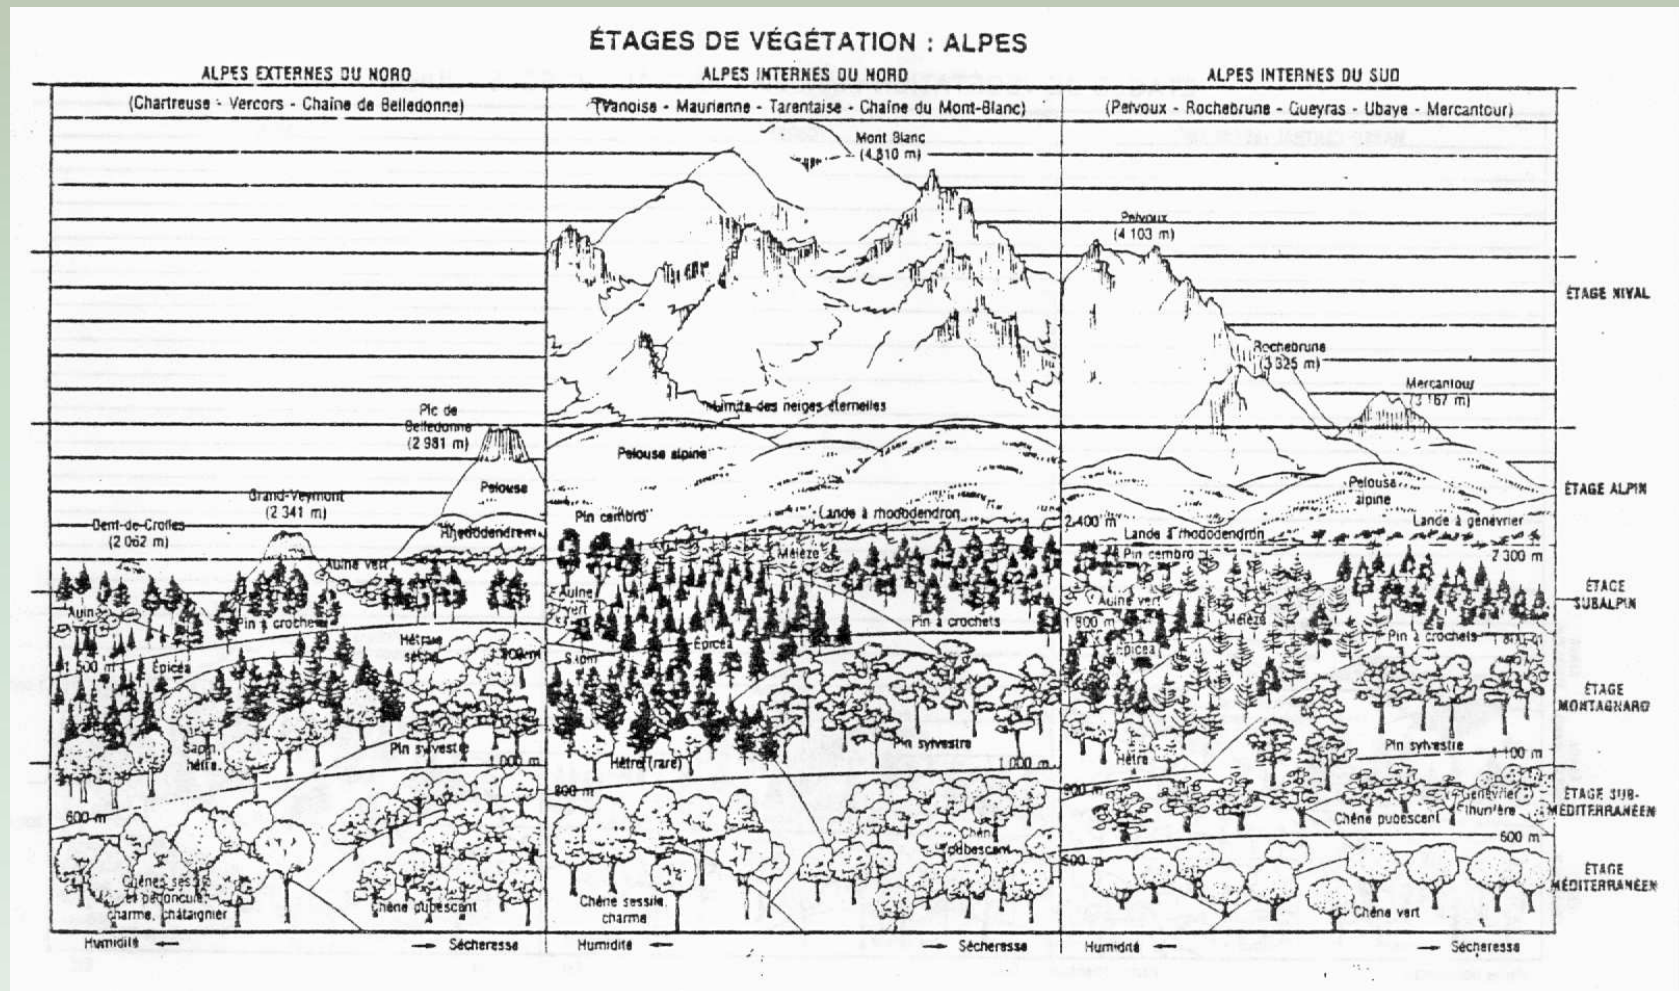 ÉTAGES DE VÉGÉTATION : ALPES
ALPES EXTERNES DU NORD
(Chartreuse - Vercors - Chaîne de Belledonne)
Pic de
Belledonne
(2 981 m)
Grand-Veymont
(2 341 m)
Dent-de-Crolles
(2 062 m)
Pelouse
Rhododendron
Aulne vert
Pin à crochets
1 500 m
Épicéa
Hêtraie
sèche
Sapin,
hêtre
Pin sylvestre
1 000 m
600 m
et pédonculé,
charme, châtaignier
Chêne pubescent
Humidité
Sécheresse
ALPES INTERNES DU NORD
(Vanoise - Maurienne - Tarentaise - Chaîne du Mont-Blanc)
Mont Blanc
(4 810 m)
Limite des neiges éternelles
Pelouse alpine
Pin cembro
Lande à rhododendron
Mélèze
Aulne
vert
Pin à crochets
Sapin
Épicéa
Pin sylvestre
Hêtre (rare)
1 000 m
800 m
pubescent
Chêne sessile,
charme
Humidité
Sécheresse
ALPES INTERNES DU SUD
(Pelvoux - Rochebrune - Queyras - Ubaye - Mercantour)
Pelvoux
(4 103 m)
Rochebrune
(3 325 m)
Mercantour
(3 167 m)
Pelouse
alpine
2 400 m
Lande à genévrier
Lande à rhododendron
Pin cembro
2 300 m
Aulne vert
1 800 m
Mélèze
Pin à crochets
Épicéa
Pin sylvestre
Hêtre
1 100 m
800 m
Genévrier
thurifère
Chêne pubescent
600 m
Chêne vert
Humidité
Sécheresse
ÉTAGE NIVAL
ÉTAGE ALPIN
ÉTAGE
SUBALPIN
ÉTAGE
MONTAGNARD
ÉTAGE SUB-
MÉDITERRANÉEN
ÉTAGE
MÉDITERRANÉEN